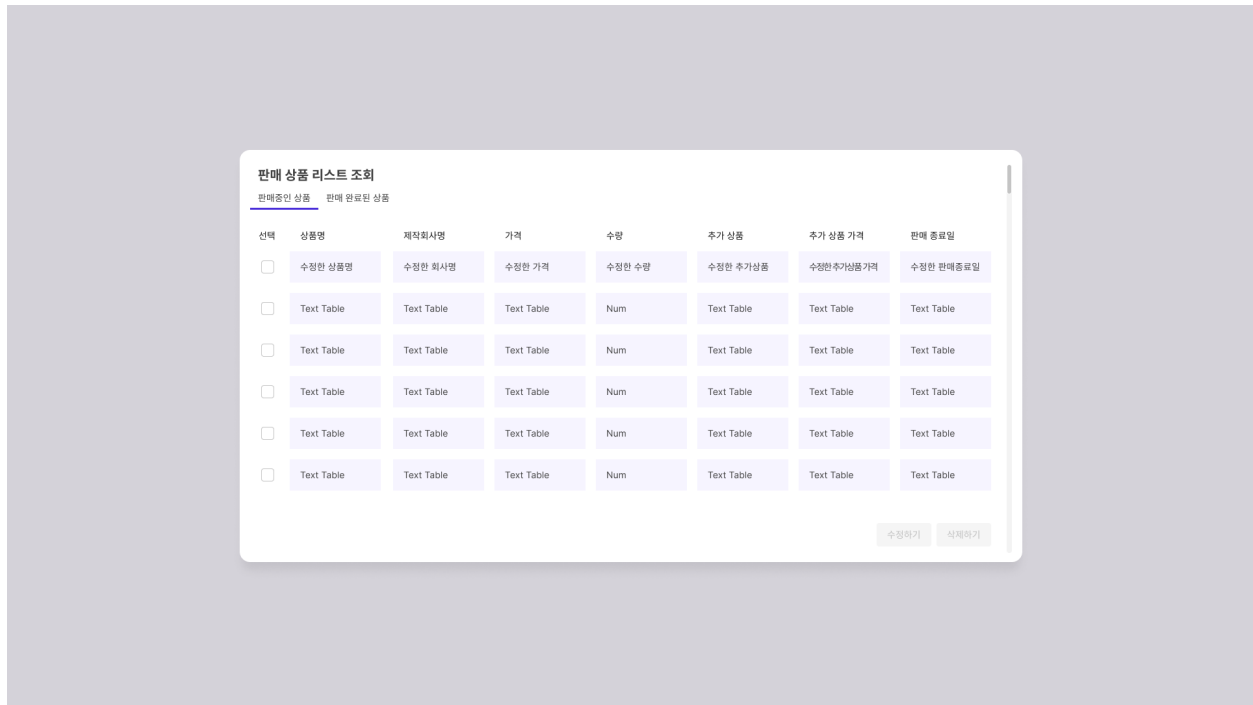 판매 상품 리스트 조회
판매중인 상품 판매 완료된 상품
선택 상품명 제작회사명 가격 수량 추가 상품 추가 상품 가격 판매 종료일
수정한 상품명 수정한 회사명 수정한 가격 수정한 수량 수정한 추가상품 수정한 추가상품 가격 수정한 판매종료일
Text Table Text Table Text Table Num Text Table Text Table Text Table
Text Table Text Table Text Table Num Text Table Text Table Text Table
Text Table Text Table Text Table Num Text Table Text Table Text Table
Text Table Text Table Text Table Num Text Table Text Table Text Table
Text Table Text Table Text Table Num Text Table Text Table Text Table
수정하기 삭제하기